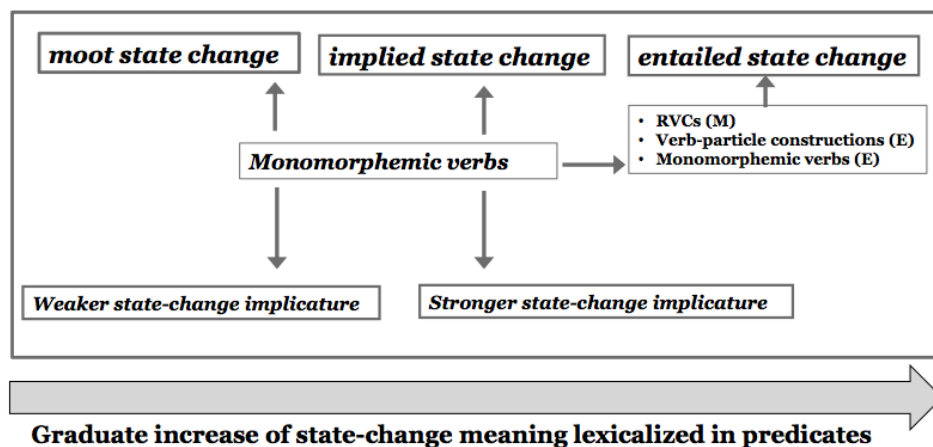 moot state change
implied state change
entailed state change
• RVCs (M)
• Verb-particle constructions (E)
• Monomorphemic verbs (E)
Monomorphemic verbs
Weaker state-change implicature
Stronger state-change implicature
Graduate increase of state-change meaning lexicalized in predicates